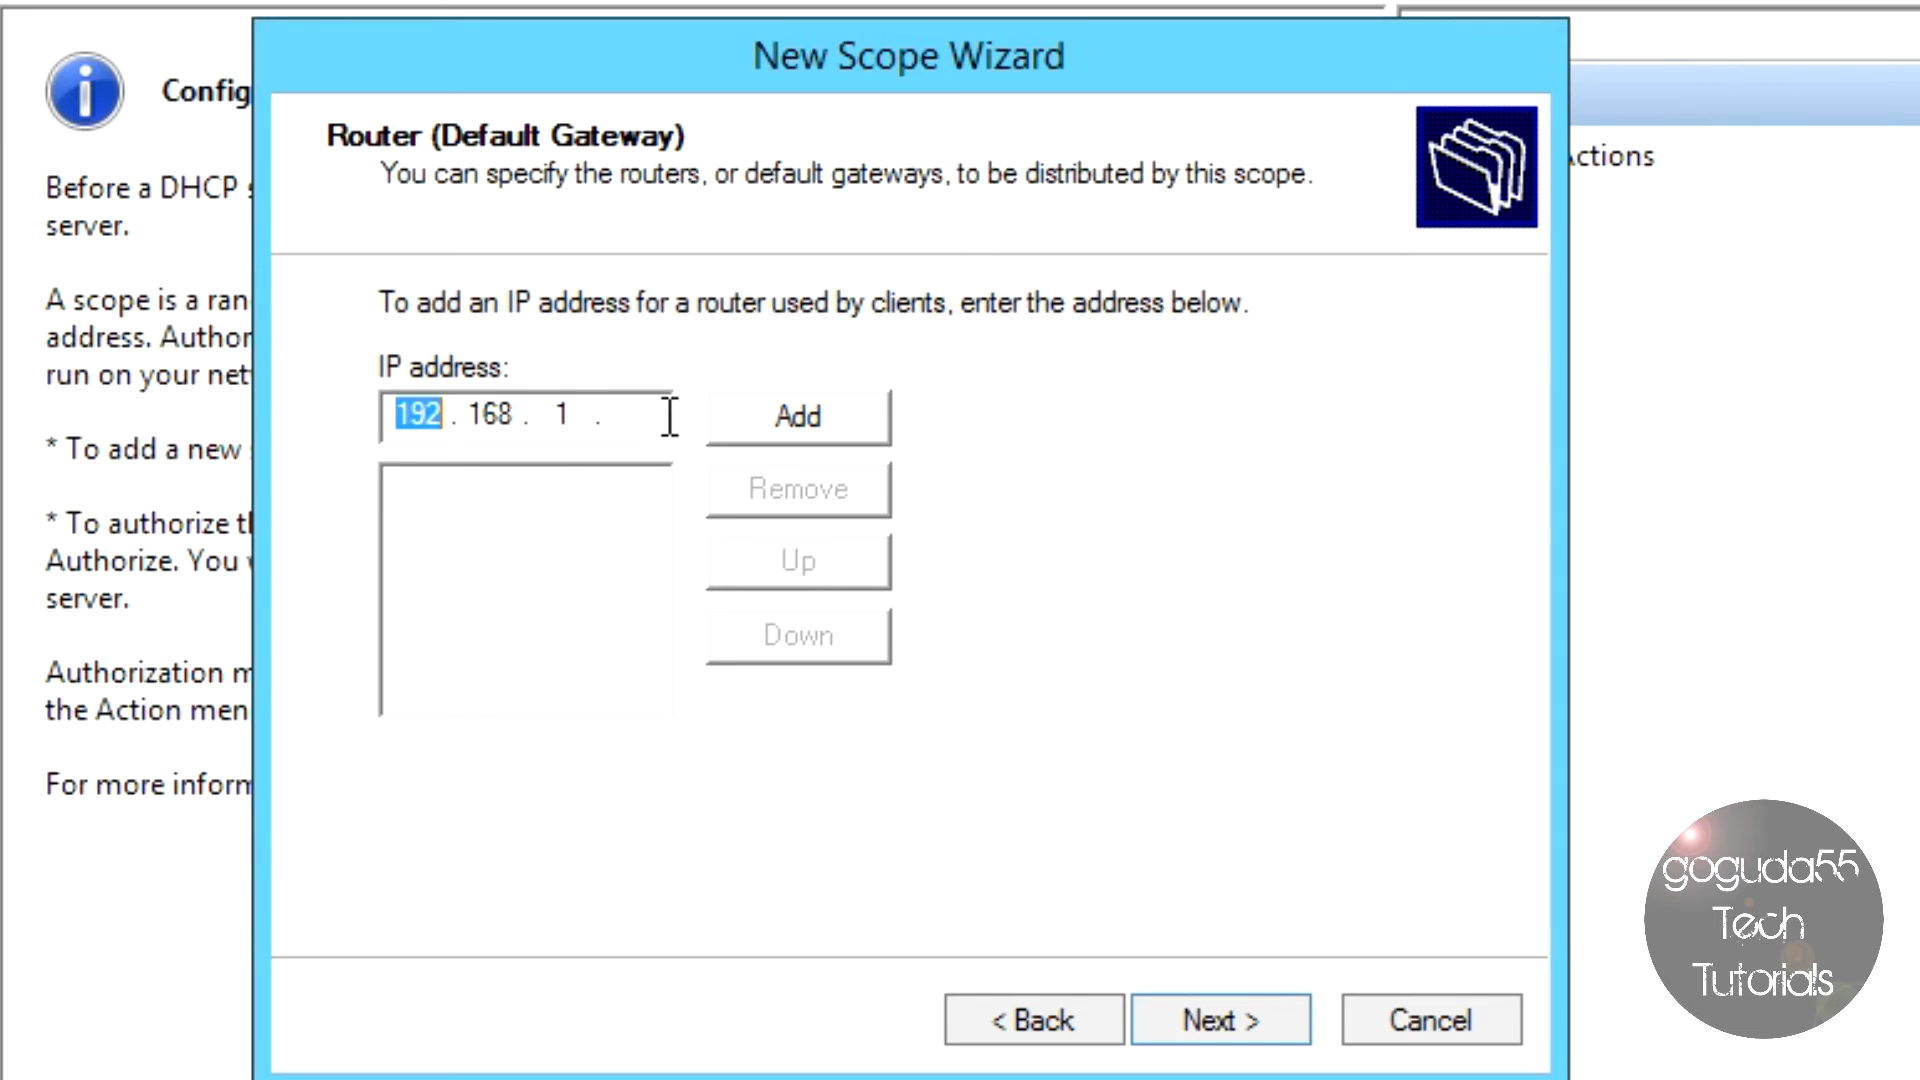 New Scope Wizard
Config
Before a DHCP
server.
A scope is a ran
address. Author
run on your net
* To add a new
* To authorize t
Authorize. You
server.
Authorization m
the Action men
For more inform
Router (Default Gateway)
You can specify the routers, or default gateways, to be distributed by this scope.
To add an IP address for a router used by clients, enter the address below.
IP address:
192 . 168 . 1 .
Add
Remove
Up
Down
< Back
Next >
Cancel
Actions
goguda55
Tech
Tutorials